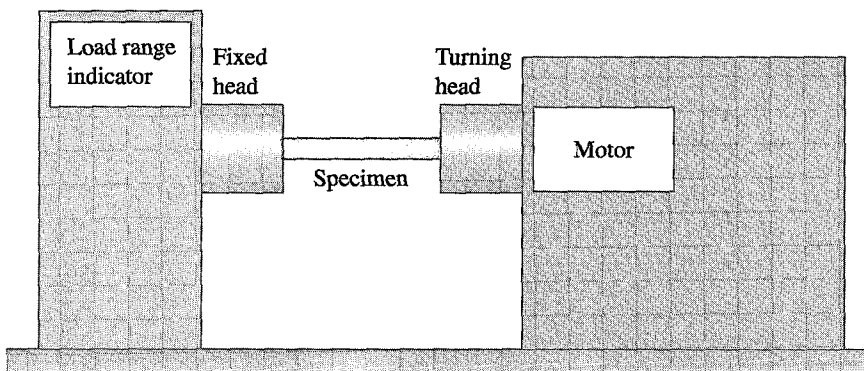 Load range
indicator
Fixed
head
Turning
head
Specimen
Motor